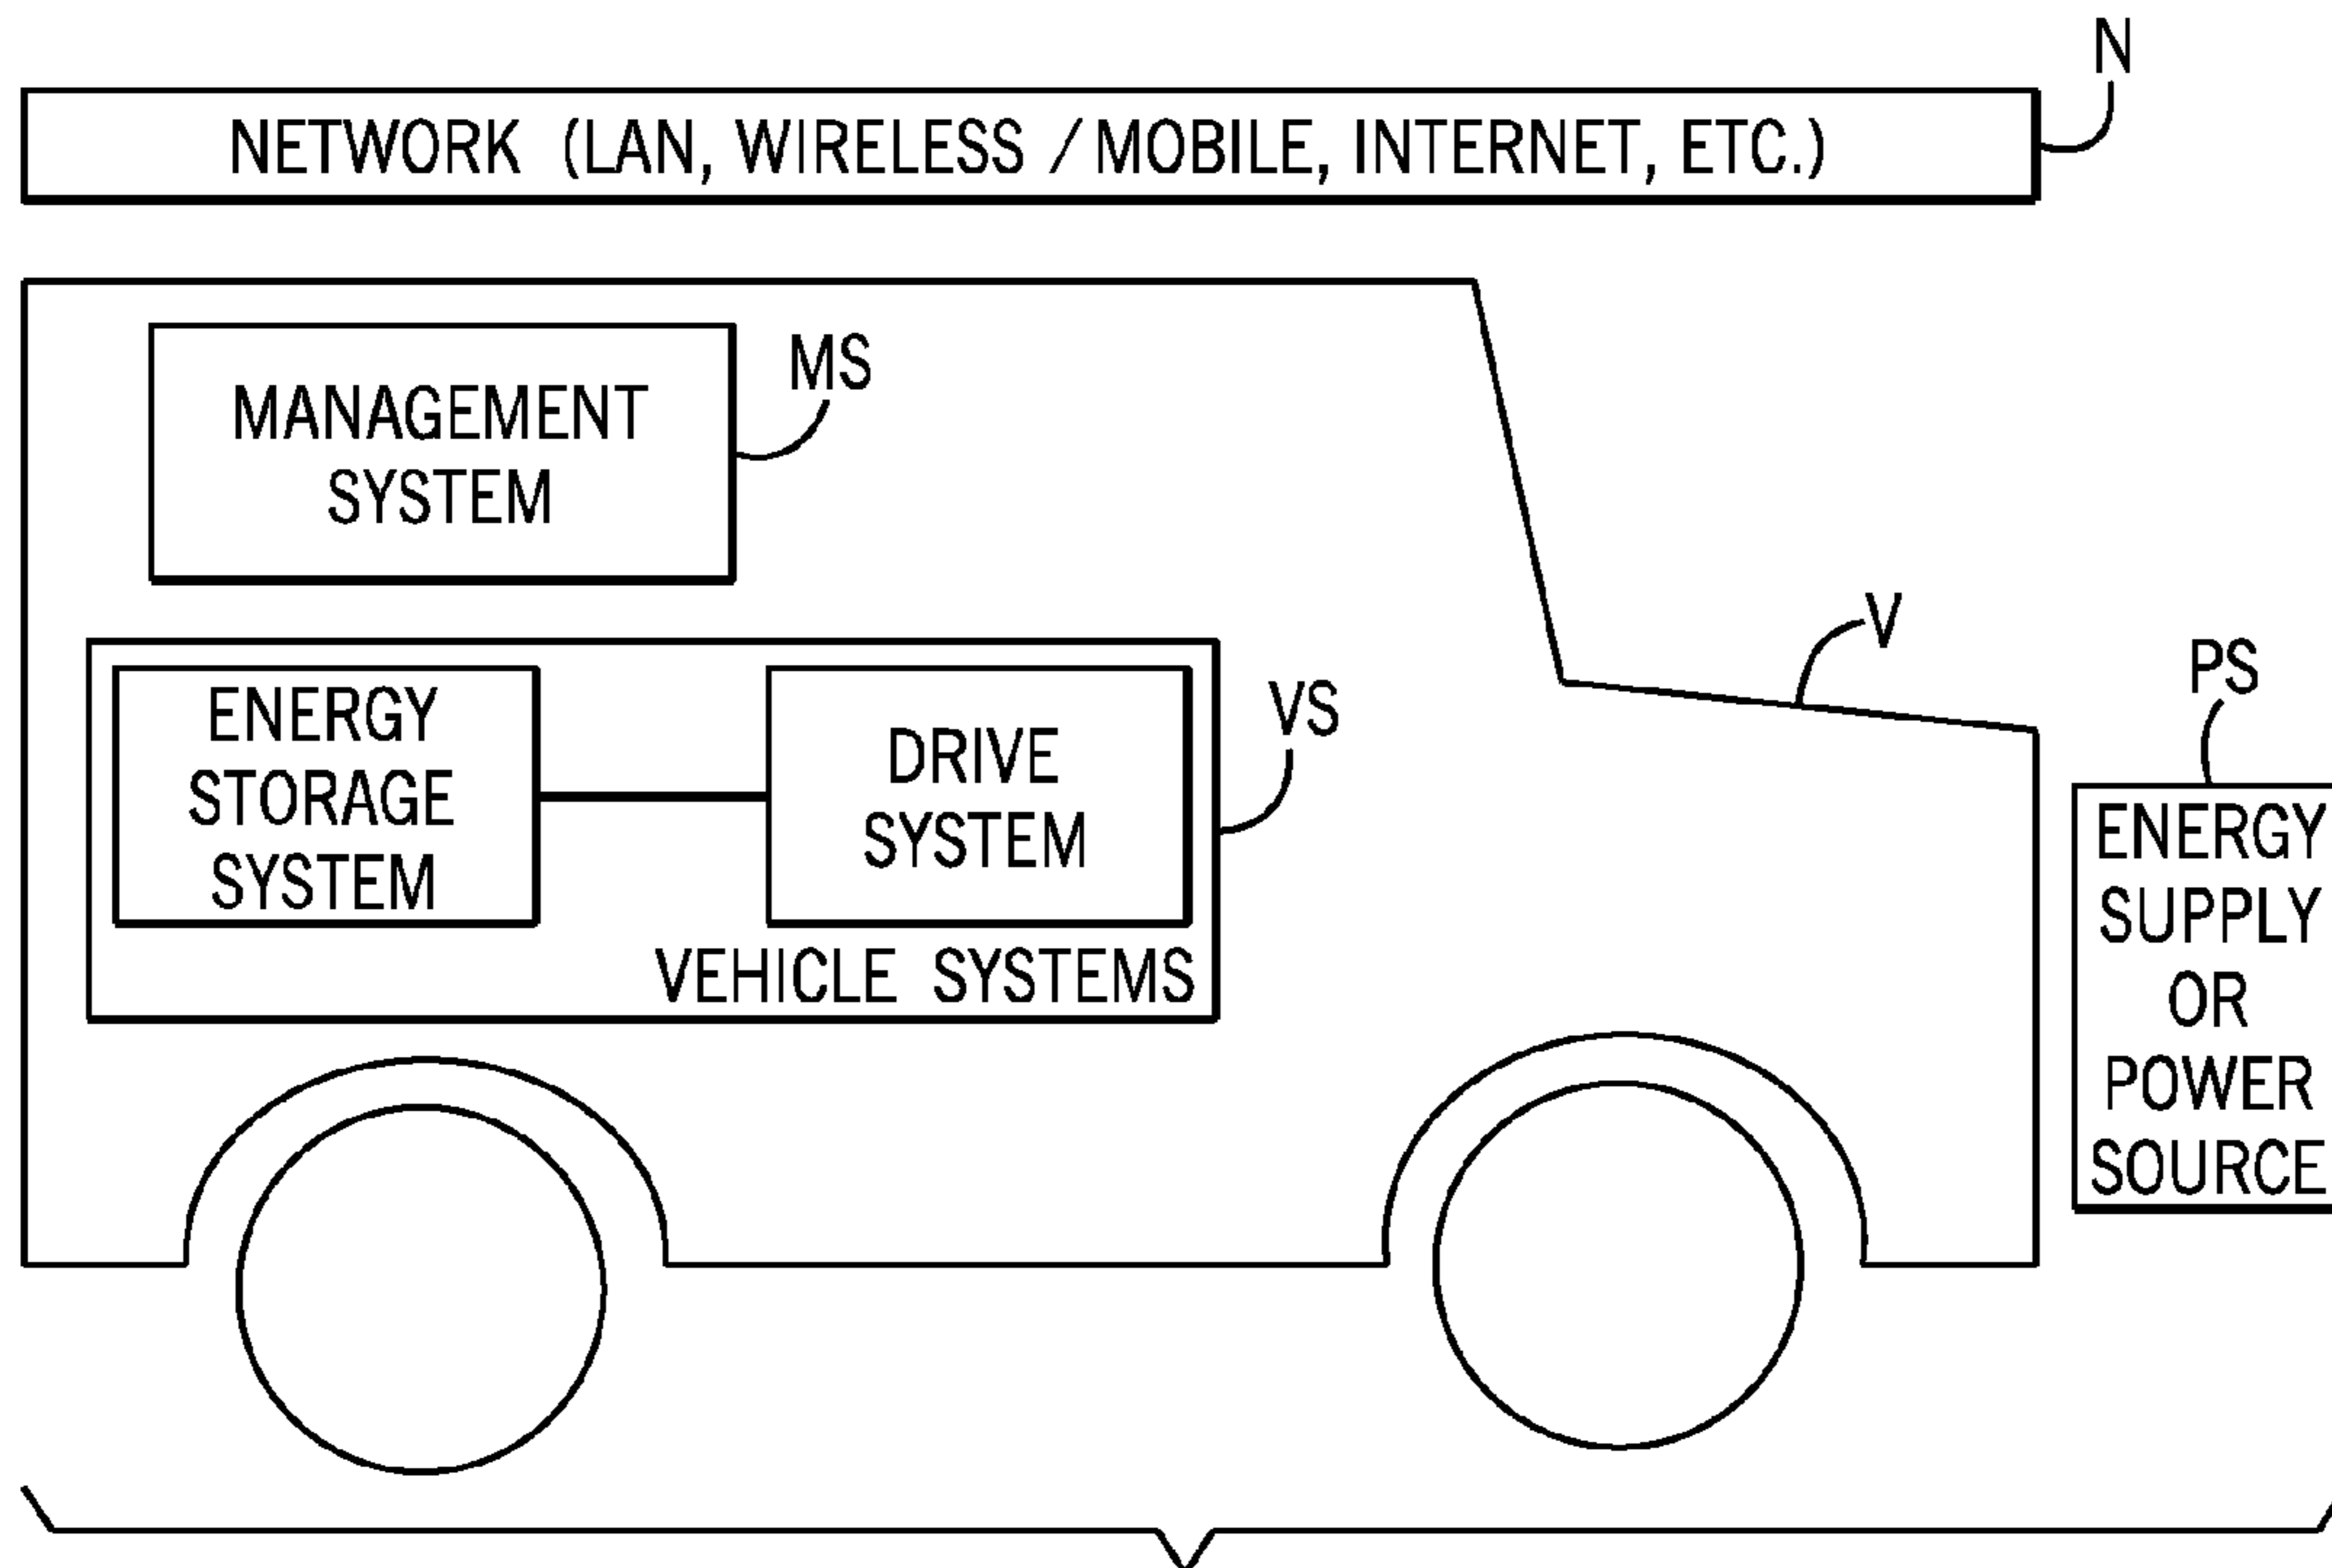 N
NETWORK (LAN, WIRELESS / MOBILE, INTERNET, ETC.)
MANAGEMENT
SYSTEM
MS
V
PS
ENERGY
STORAGE
SYSTEM
DRIVE
SYSTEM
VS
VEHICLE SYSTEMS
ENERGY
SUPPLY
OR
POWER
SOURCE